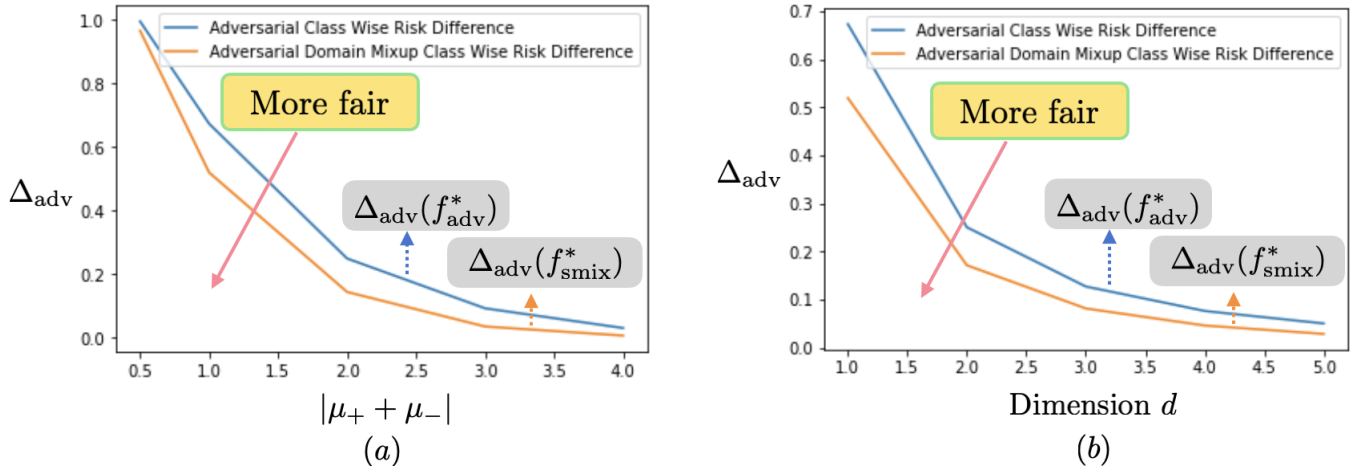 Adversarial Class Wise Risk Difference
Adversarial Domain Mixup Class Wise Risk Difference
More fair
Δadv
Δadv(f*adv)
Δadv(f*smix)
1.0
0.8
0.6
0.4
0.2
0.0
0.5 1.0 1.5 2.0 2.5 3.0 3.5 4.0
|μ+ + μ−|
(a)
Adversarial Class Wise Risk Difference
Adversarial Domain Mixup Class Wise Risk Difference
More fair
Δadv
Δadv(f*adv)
Δadv(f*smix)
0.7
0.6
0.5
0.4
0.3
0.2
0.1
0.0
1.0 1.5 2.0 2.5 3.0 3.5 4.0 4.5 5.0
Dimension d
(b)